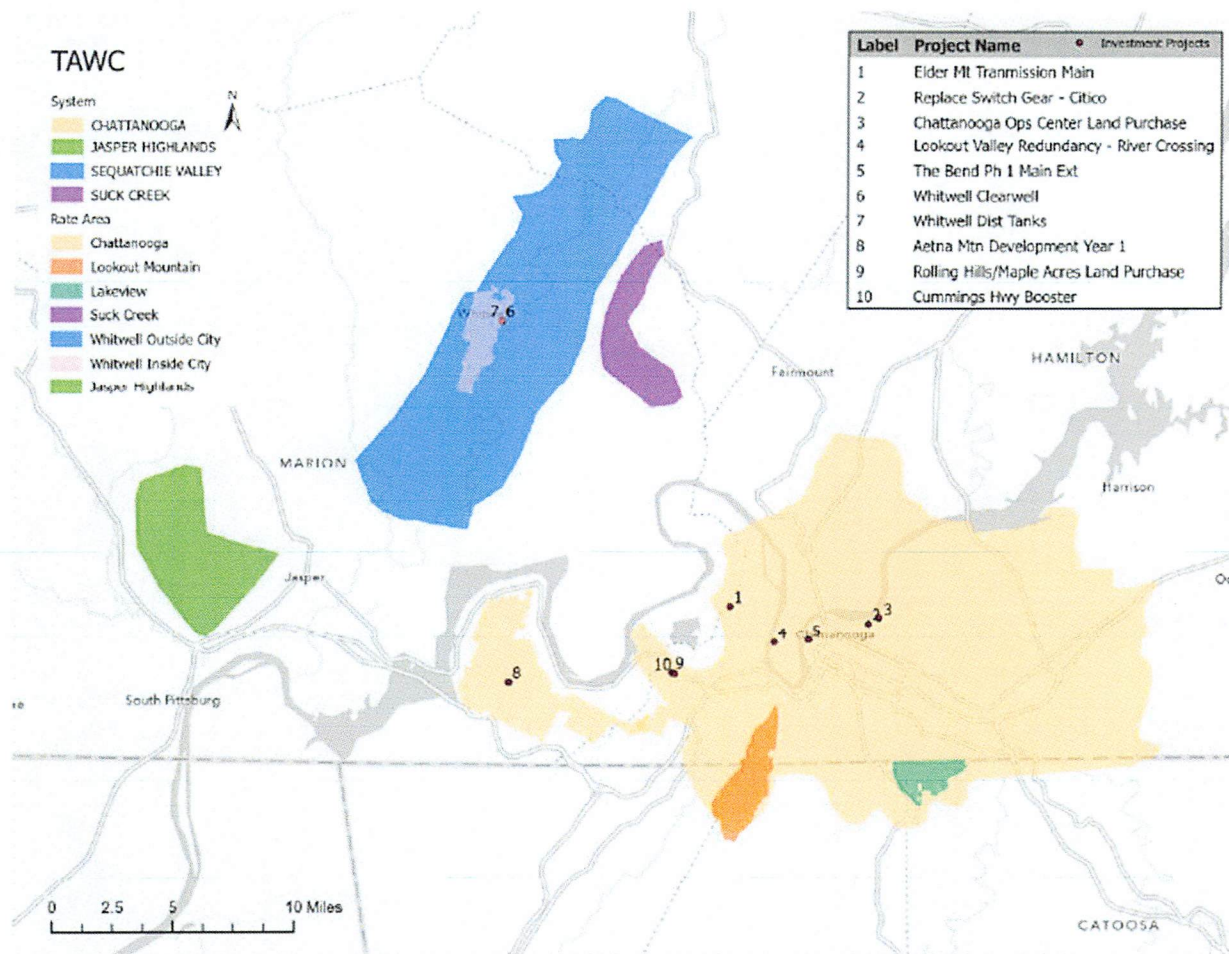 TAWC
System
CHATTANOOGA
JASPER HIGHLANDS
SEQUATCHIE VALLEY
SUCK CREEK
Rate Area
Chattanooga
Lookout Mountain
Lakeview
Suck Creek
Whitwell Outside City
Whitwell Inside City
Jasper Highlands
N
Label Project Name Investment Projects
1 Elder Mt Tranmission Main
2 Replace Switch Gear - Citico
3 Chattanooga Ops Center Land Purchase
4 Lookout Valley Redundancy - River Crossing
5 The Bend Ph 1 Main Ext
6 Whitwell Clearwell
7 Whitwell Dist Tanks
8 Aetna Mtn Development Year 1
9 Rolling Hills/Maple Acres Land Purchase
10 Cummings Hwy Booster
7 6
HAMILTON
Fairmount
MARION
Harrison
Jasper
1
2 3
4 5
Chattanooga
10 9
8
South Pittsburg
0 2.5 5 10 Miles
CATOOSA